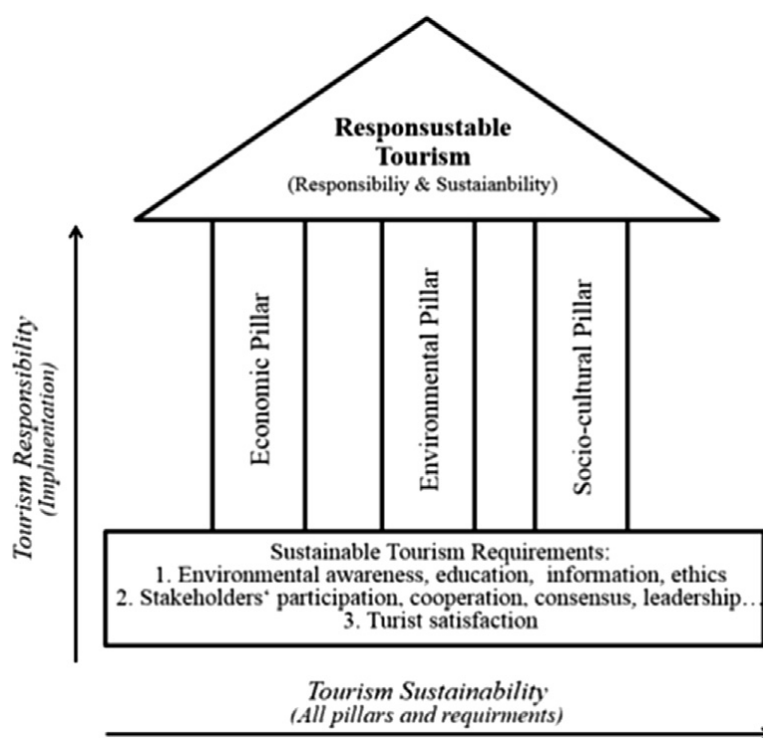 Responsustable
Tourism
(Responsibiliy & Sustaianbility)
Tourism Responsibility
(Implmentation)
Economic Pillar
Environmental Pillar
Socio-cultural Pillar
Sustainable Tourism Requirements:
1. Environmental awareness, education, information, ethics
2. Stakeholders‘ participation, cooperation, consensus, leadership…
3. Turist satisfaction
Tourism Sustainability
(All pillars and requirments)